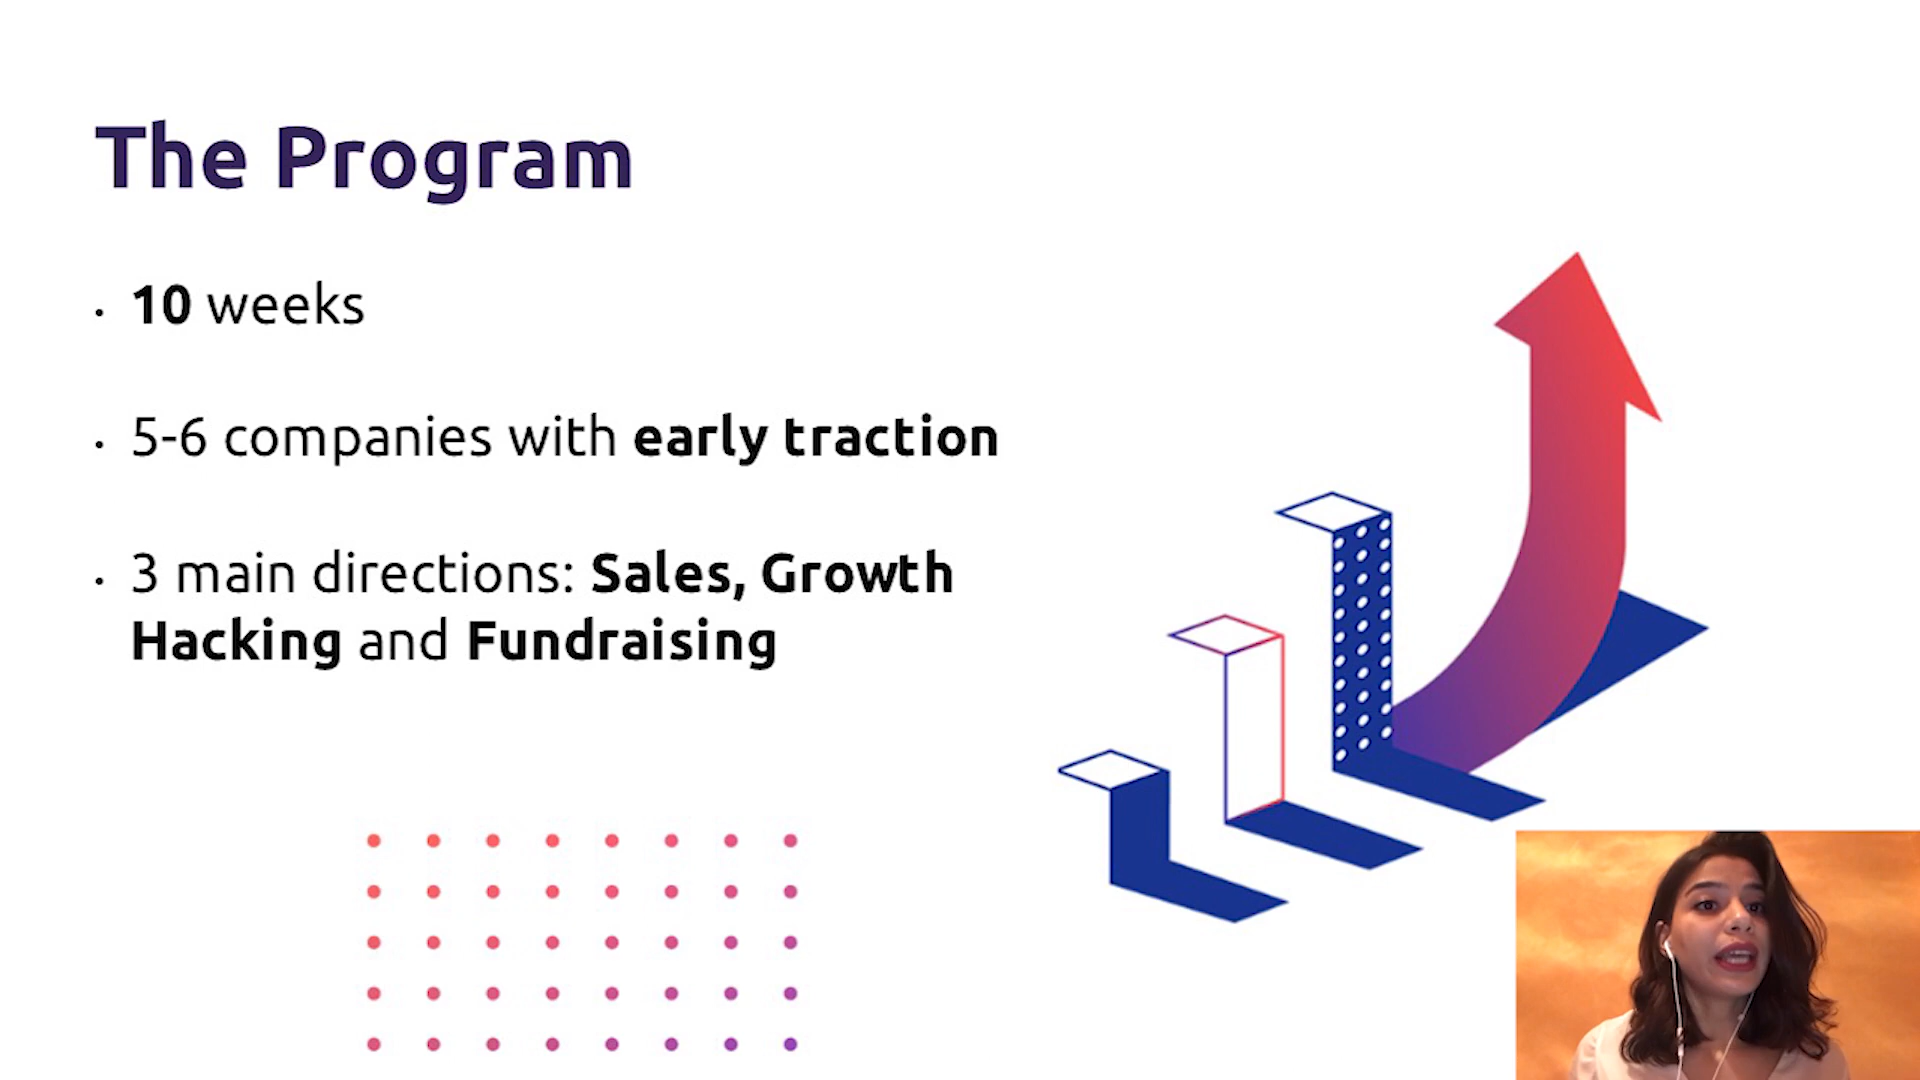 The Program
• 10 weeks
• 5-6 companies with early traction
• 3 main directions: Sales, Growth
Hacking and Fundraising